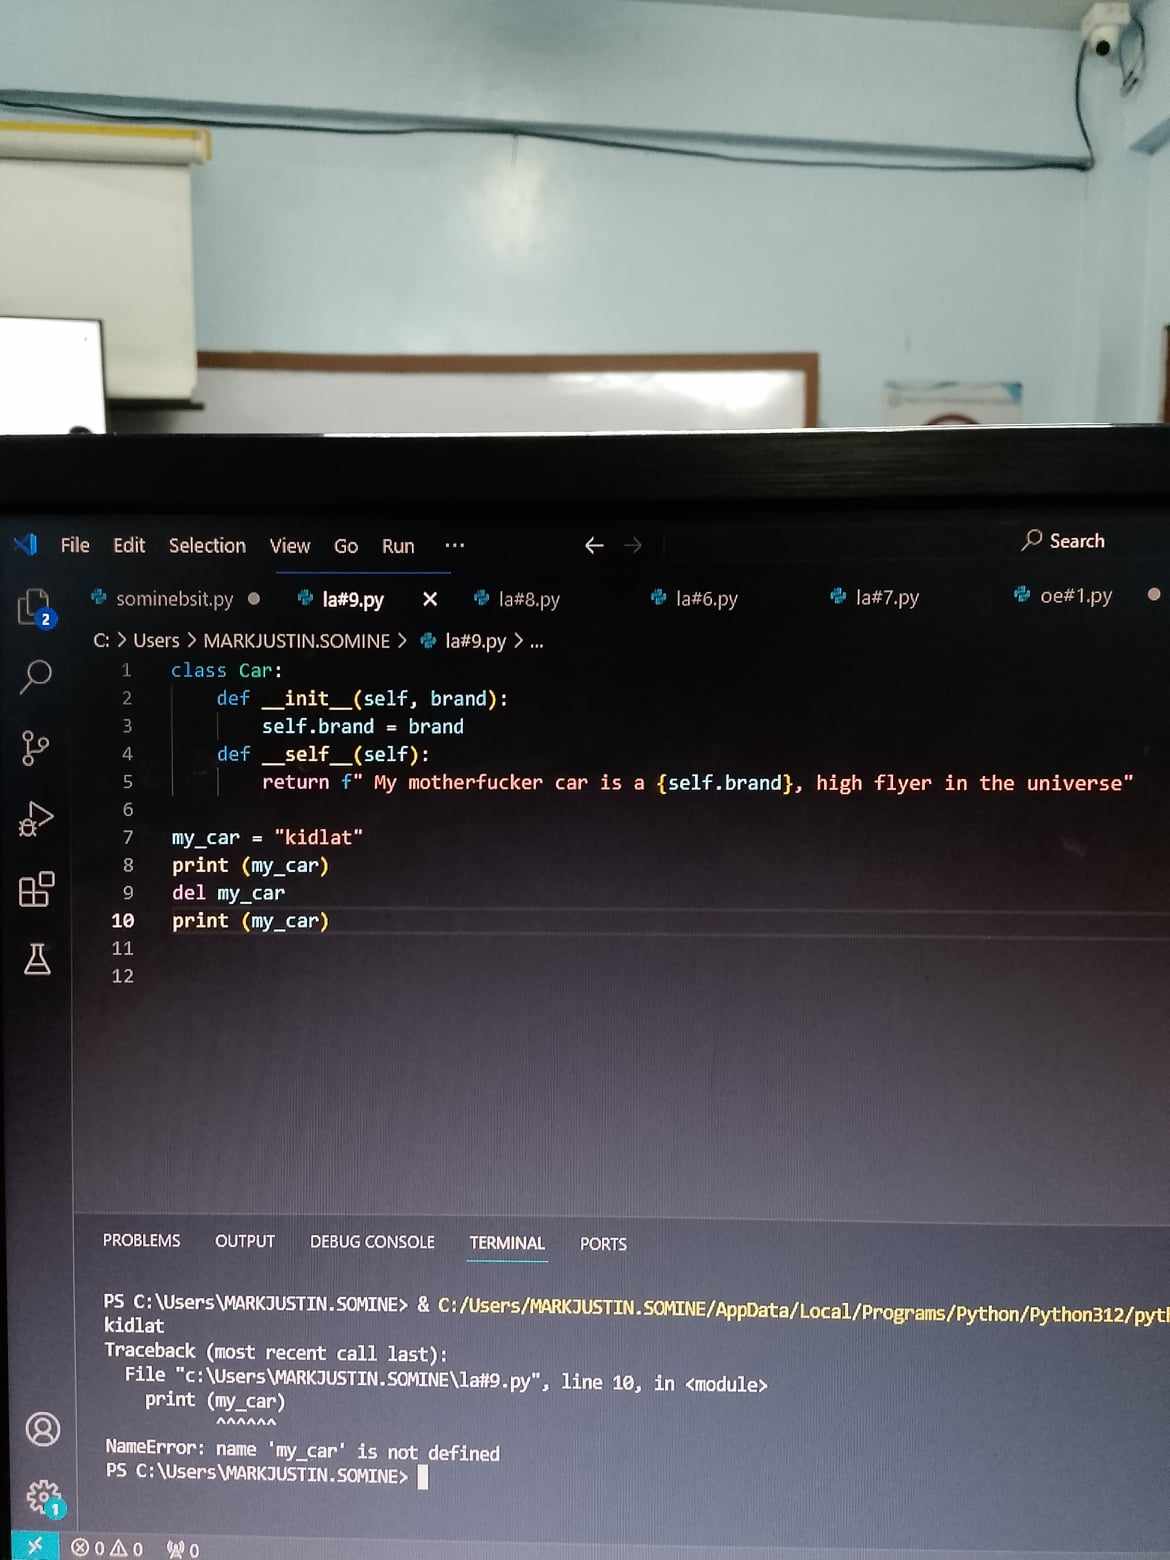 File Edit Selection View Go Run ... Search
2
sominebsit.py la#9.py la#8.py la#6.py la#7.py oe#1.py
C: > Users > MARKJUSTIN.SOMINE > la#9.py > ...
1 class Car:
2 def __init__(self, brand):
3 self.brand = brand
4 def __self__(self):
5 return f" My motherfucker car is a {self.brand}, high flyer in the universe"
6
7 my_car = "kidlat"
8 print (my_car)
9 del my_car
10 print (my_car)
11
12
PROBLEMS OUTPUT DEBUG CONSOLE TERMINAL PORTS
PS C:\Users\MARKJUSTIN.SOMINE> & C:/Users/MARKJUSTIN.SOMINE/AppData/Local/Programs/Python/Python312/pyth
kidlat
Traceback (most recent call last):
File "c:\Users\MARKJUSTIN.SOMINE\la#9.py", line 10, in <module>
print (my_car)
^^^^^^
NameError: name 'my_car' is not defined
PS C:\Users\MARKJUSTIN.SOMINE>
1
0 0 0